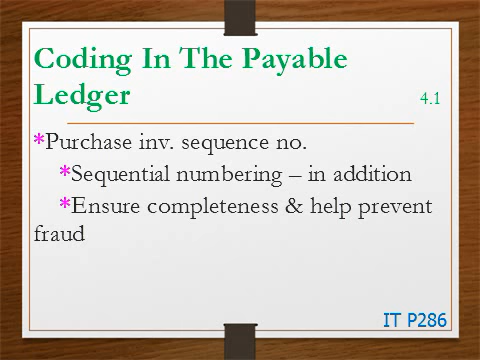 Coding In The Payable
Ledger 4.1
*Purchase inv. sequence no.
*Sequential numbering – in addition
*Ensure completeness & help prevent
fraud
IT P286